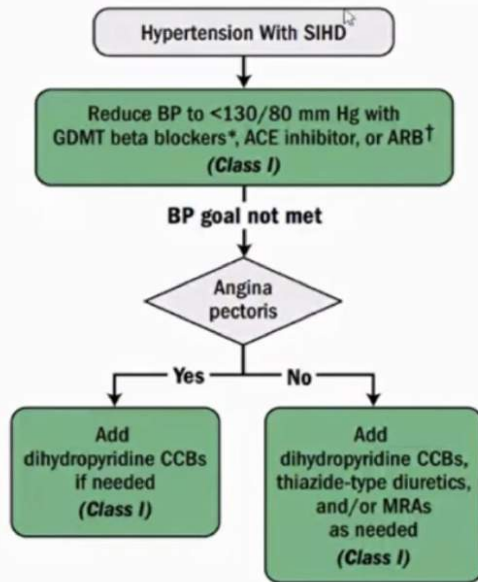 Hypertension With SIHD
Reduce BP to <130/80 mm Hg with
GDMT beta blockers*, ACE inhibitor, or ARB†
(Class I)
BP goal not met
Angina
pectoris
Yes
No
Add
dihydropyridine CCBs
if needed
(Class I)
Add
dihydropyridine CCBs,
thiazide-type diuretics,
and/or MRAs
as needed
(Class I)